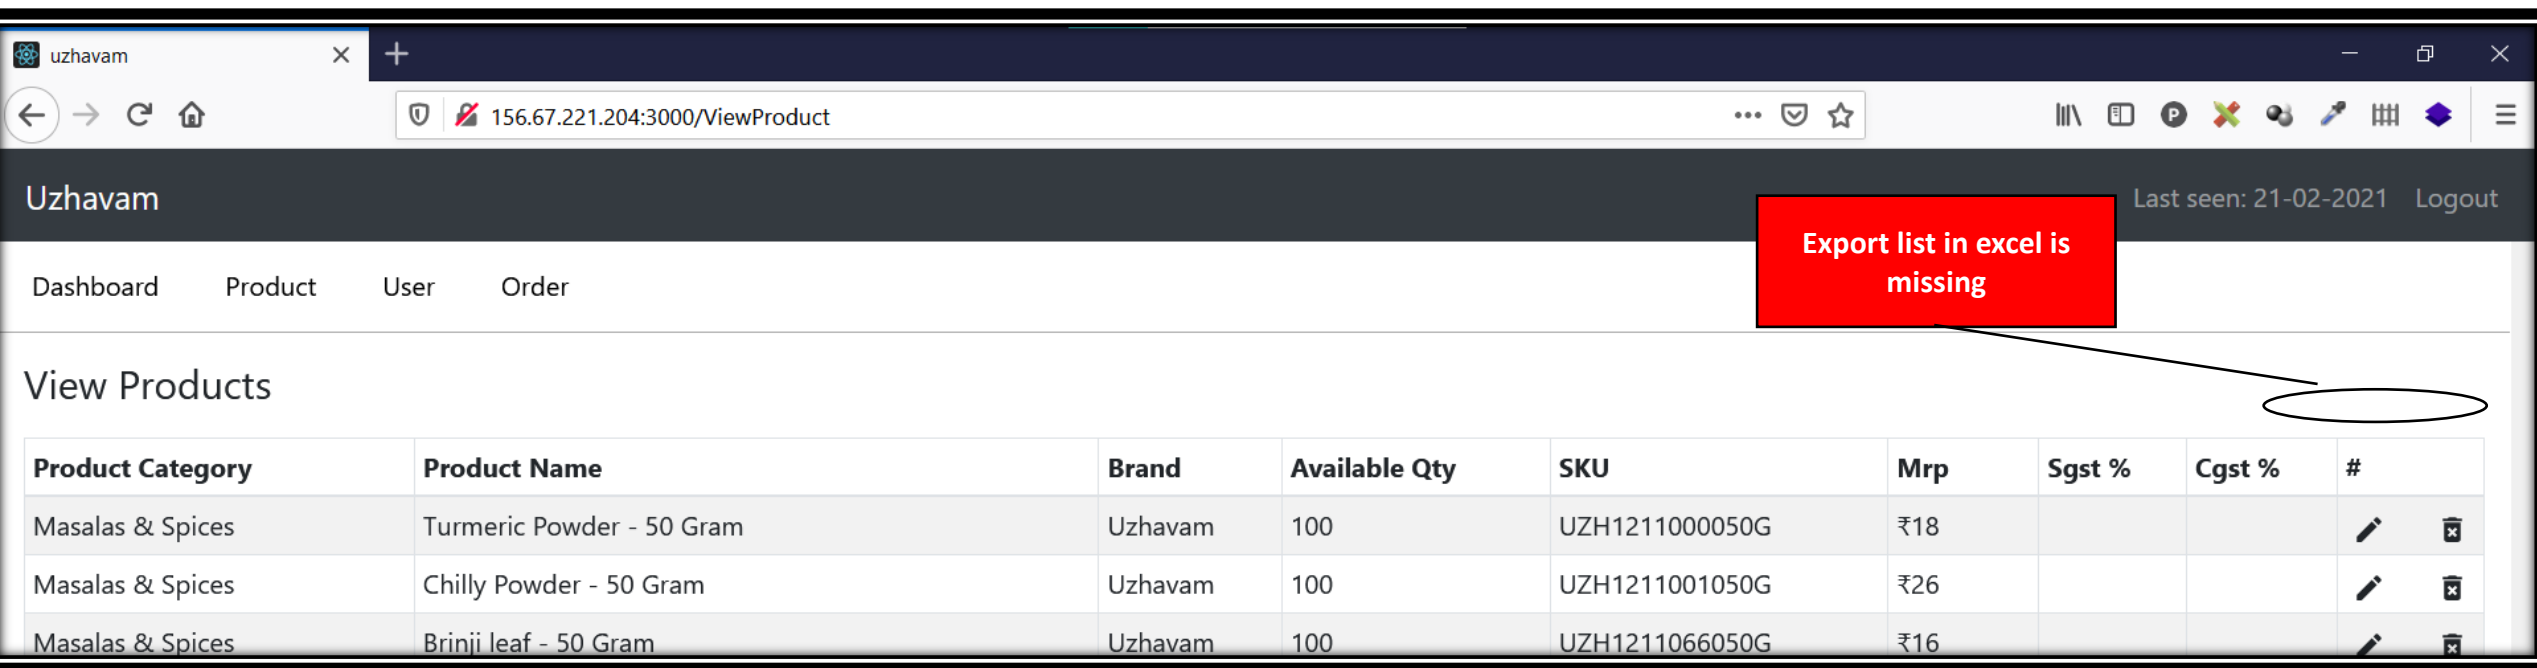 uzhavam
156.67.221.204:3000/ViewProduct
Uzhavam
Last seen: 21-02-2021 Logout
Export list in excel is
missing
Dashboard Product User Order
View Products
Product Category Product Name Brand Available Qty SKU Mrp Sgst % Cgst % #
Masalas & Spices Turmeric Powder - 50 Gram Uzhavam 100 UZH1211000050G ₹18
Masalas & Spices Chilly Powder - 50 Gram Uzhavam 100 UZH1211001050G ₹26
Masalas & Spices Brinji leaf - 50 Gram Uzhavam 100 UZH1211066050G ₹16